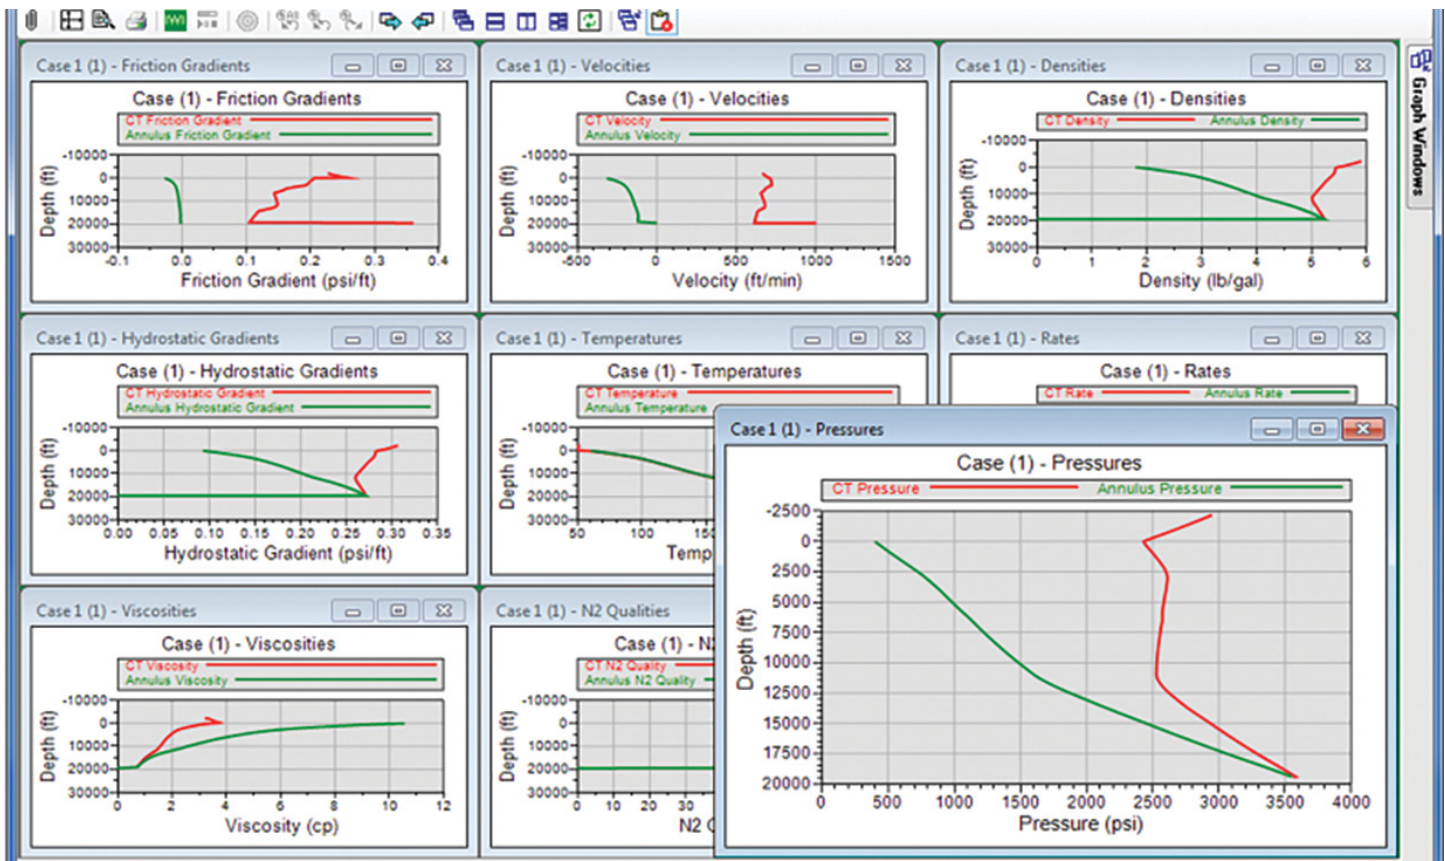 Graph Windows
Case 1 (1) - Friction Gradients
Case (1) - Friction Gradients
CT Friction Gradient
Annulus Friction Gradient
Depth (ft)
-10000
0
10000
20000
30000
-0.1 0.0 0.1 0.2 0.3 0.4
Friction Gradient (psi/ft)
Case 1 (1) - Velocities
Case (1) - Velocities
CT Velocity
Annulus Velocity
Depth (ft)
-10000
0
10000
20000
30000
-500 0 500 1000 1500
Velocity (ft/min)
Case 1 (1) - Densities
Case (1) - Densities
CT Density Annulus Density
Depth (ft)
-10000
0
10000
20000
30000
0 1 2 3 4 5 6
Density (lb/gal)
Case 1 (1) - Hydrostatic Gradients
Case (1) - Hydrostatic Gradients
CT Hydrostatic Gradient
Annulus Hydrostatic Gradient
Depth (ft)
-10000
0
10000
20000
30000
0.00 0.05 0.10 0.15 0.20 0.25 0.30 0.35
Hydrostatic Gradient (psi/ft)
Case 1 (1) - Temperatures
Case (1) - Temperatures
CT Temperature
Annulus Temperature
Depth (ft)
-10000
0
10000
20000
30000
50 100
Temp
Case 1 (1) - Rates
Case (1) - Rates
CT Rate Annulus Rate
Case 1 (1) - Pressures
Case (1) - Pressures
CT Pressure Annulus Pressure
Depth (ft)
-2500
0
2500
5000
7500
10000
12500
15000
17500
20000
0 500 1000 1500 2000 2500 3000 3500 4000
Pressure (psi)
Case 1 (1) - Viscosities
Case (1) - Viscosities
CT Viscosity
Annulus Viscosity
Depth (ft)
-10000
0
10000
20000
30000
0 2 4 6 8 10 12
Viscosity (cp)
Case 1 (1) - N2 Qualities
Case (1) - N
CT N2 Quality
Annulus N2 Quality
Depth (ft)
-10000
0
10000
20000
30000
0 10 20 30
N2